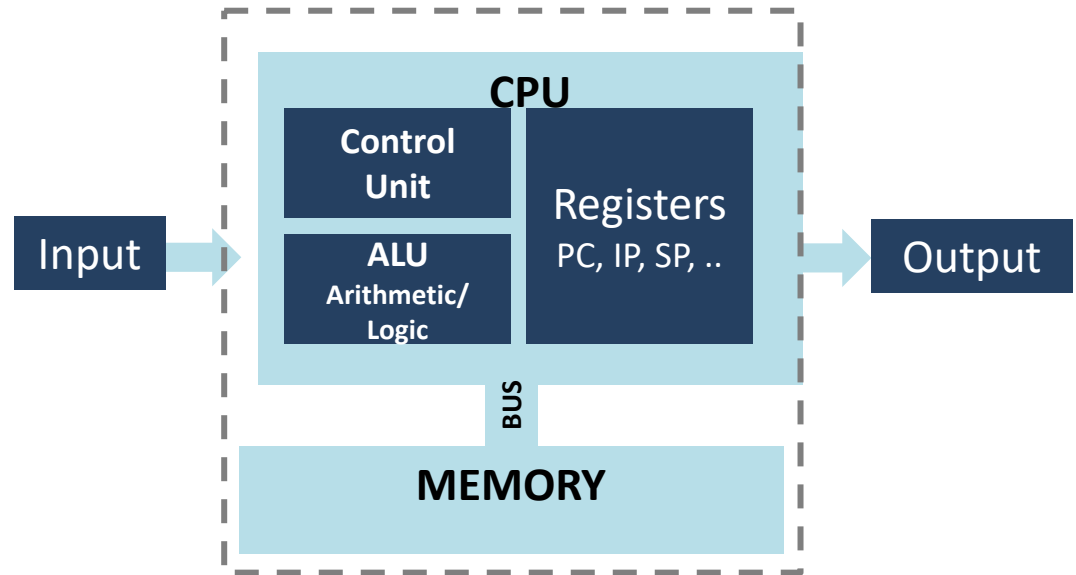 CPU
Control
Unit
Registers
PC, IP, SP, ..
Input
ALU
Arithmetic/
Logic
Output
BUS
MEMORY